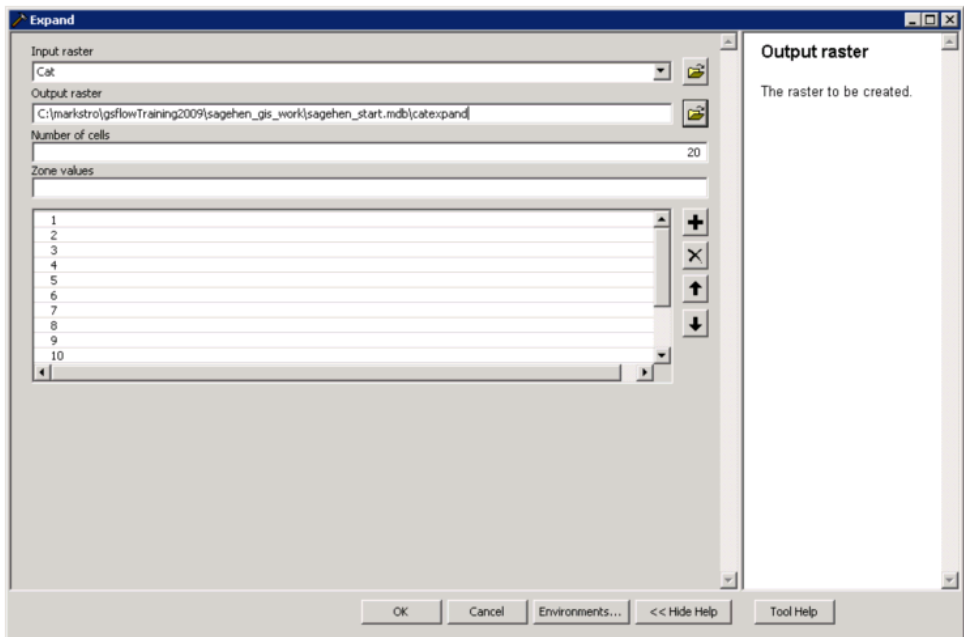 Expand
Input raster
Cat
Output raster
C:\markstro\gsflowTraining2009\sagehen_gis_work\sagehen_start.mdb\catexpand
Number of cells
20
Zone values
1
2
3
4
5
6
7
8
9
10
OK
Cancel
Environments...
<< Hide Help
Output raster
The raster to be created.
Tool Help